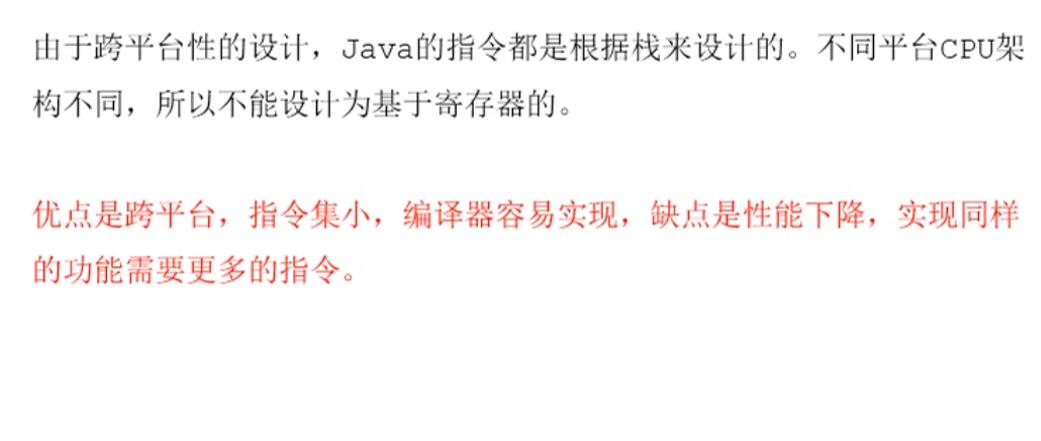 由于跨平台性的设计，Java的指令都是根据栈来设计的。不同平台CPU架
构不同，所以不能设计为基于寄存器的。
优点是跨平台，指令集小，编译器容易实现，缺点是性能下降，实现同样
的功能需要更多的指令。